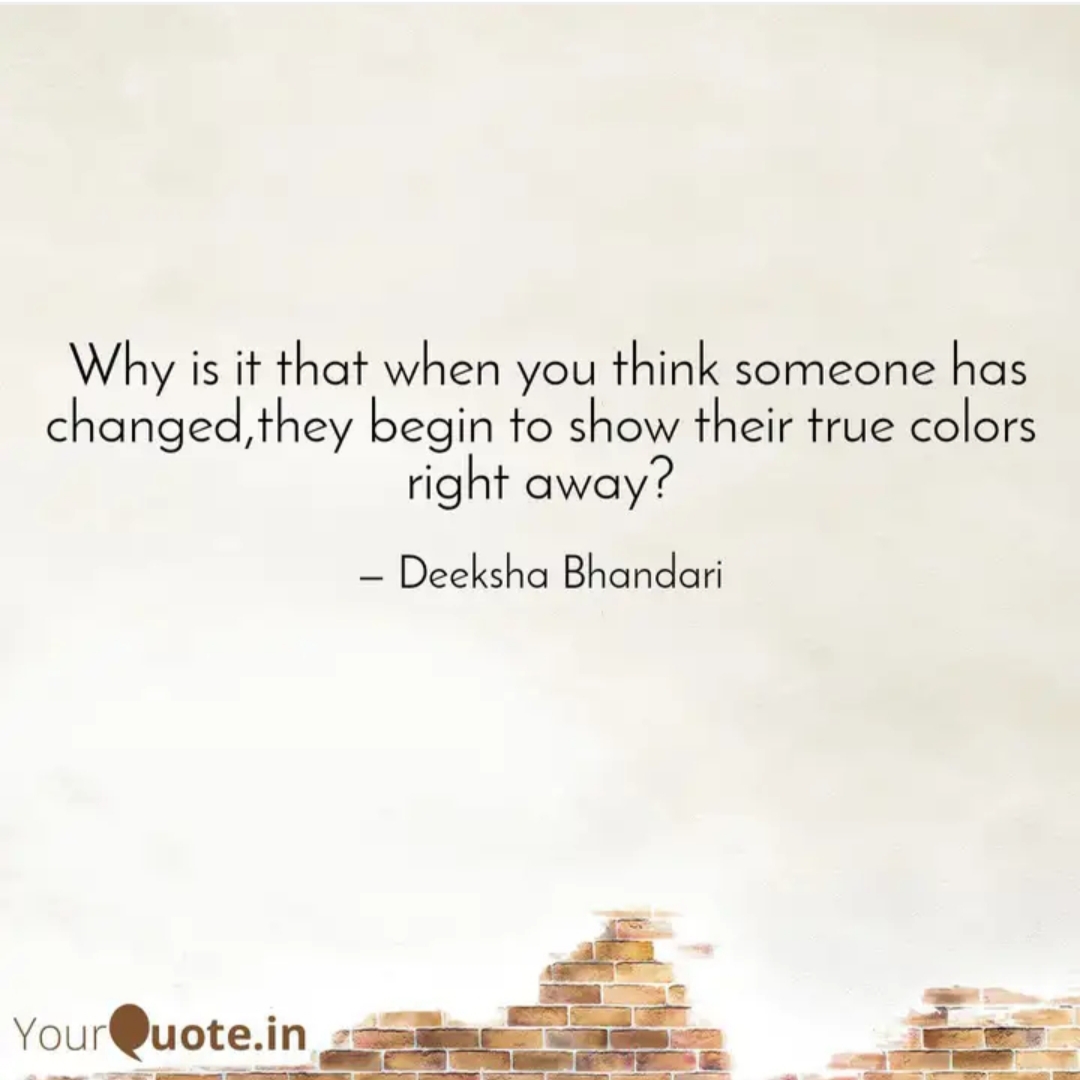 Why is it that when you think someone has
changed,they begin to show their true colors
right away?
– Deeksha Bhandari
YourQuote.in